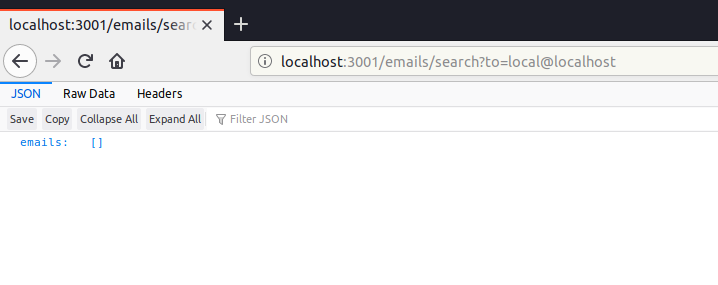 localhost:3001/emails/sear
localhost:3001/emails/search?to=local@localhost
JSON Raw Data Headers
Save Copy Collapse All Expand All Filter JSON
emails: []